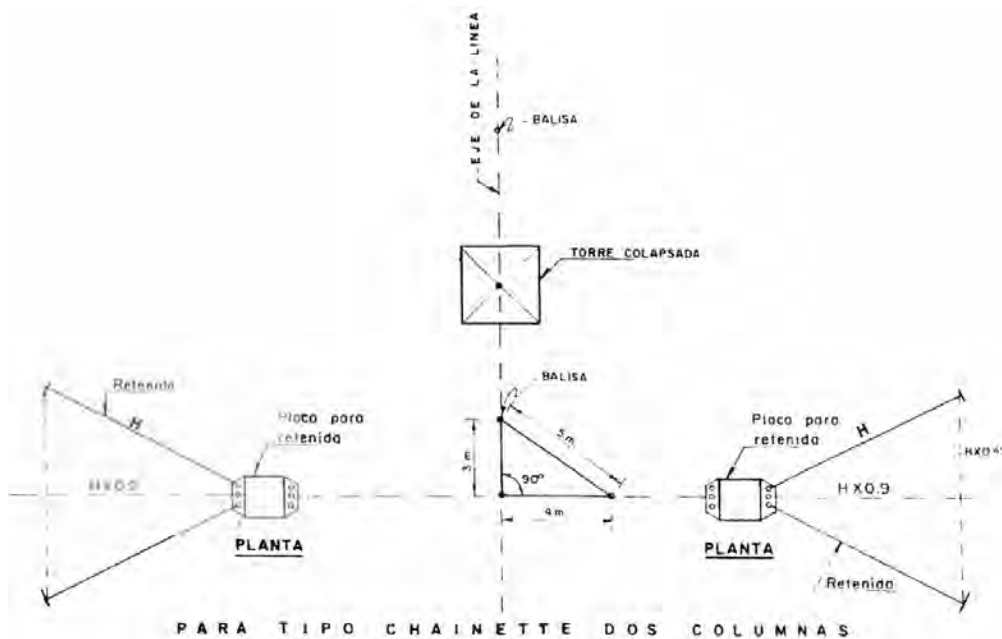 EJE DE LA LINEA
BALISA
TORRE COLAPSADA
BALISA
Retenida
H
Placa para
retenida
3 m
5 m
90°
4 m
Placa para
retenida
H
H X 0.9
PLANTA
PLANTA
Retenida
PARA TIPO CHAINETTE DOS COLUMNAS